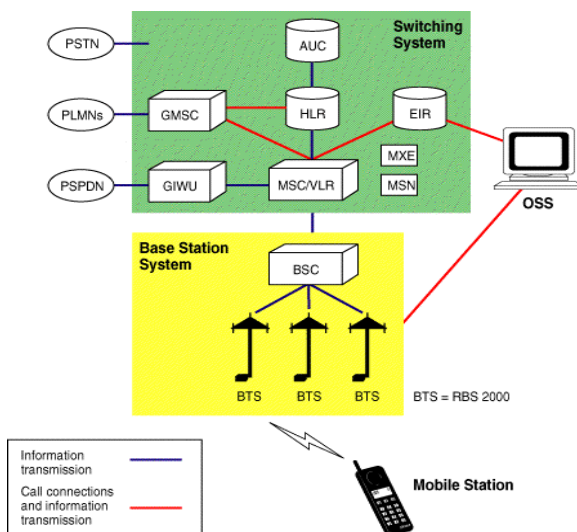 Switching
System
PSTN
AUC
PLMNs
GMSC
HLR
EIR
MXE
PSPDN
GIWU
MSC/VLR
MSN
OSS
Base Station
System
BSC
BTS
BTS
BTS
BTS = RBS 2000
Information
transmission
Call connections
and information
transmission
Mobile Station